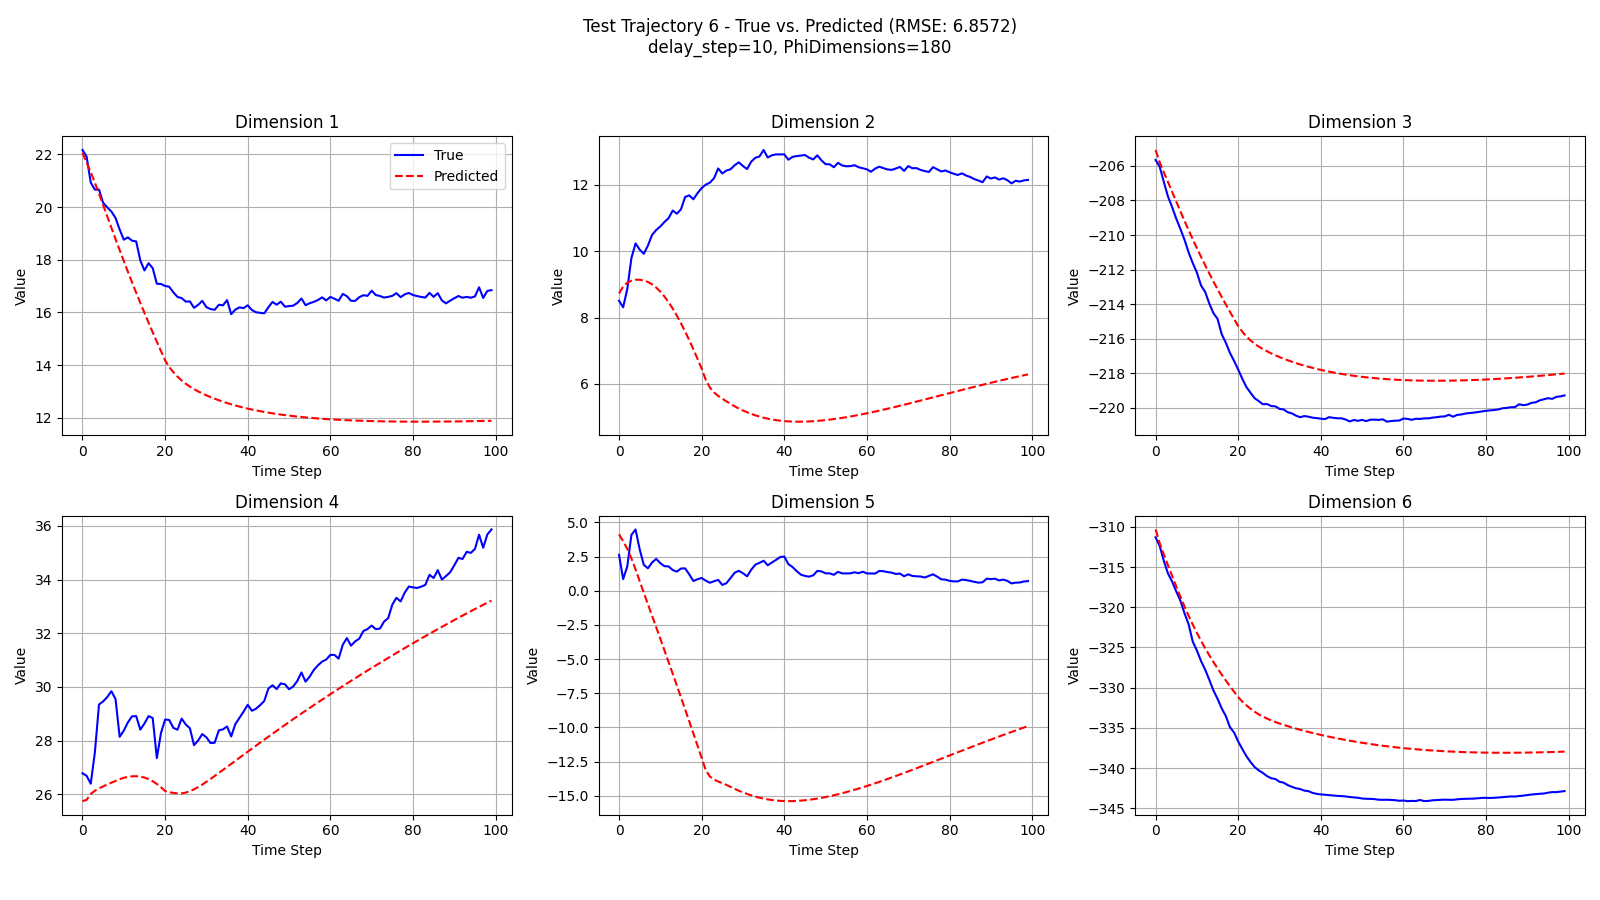 Test Trajectory 6 - True vs. Predicted (RMSE: 6.8572)
delay_step=10, PhiDimensions=180
Dimension 1
Value
22
20
18
16
14
12
0 20 40 60 80 100
Time Step
True
Predicted
Dimension 2
Value
12
10
8
6
0 20 40 60 80 100
Time Step
Dimension 3
Value
−206
−208
−210
−212
−214
−216
−218
−220
0 20 40 60 80 100
Time Step
Dimension 4
Value
36
34
32
30
28
26
0 20 40 60 80 100
Time Step
Dimension 5
Value
5.0
2.5
0.0
−2.5
−5.0
−7.5
−10.0
−12.5
−15.0
0 20 40 60 80 100
Time Step
Dimension 6
Value
−310
−315
−320
−325
−330
−335
−340
−345
0 20 40 60 80 100
Time Step